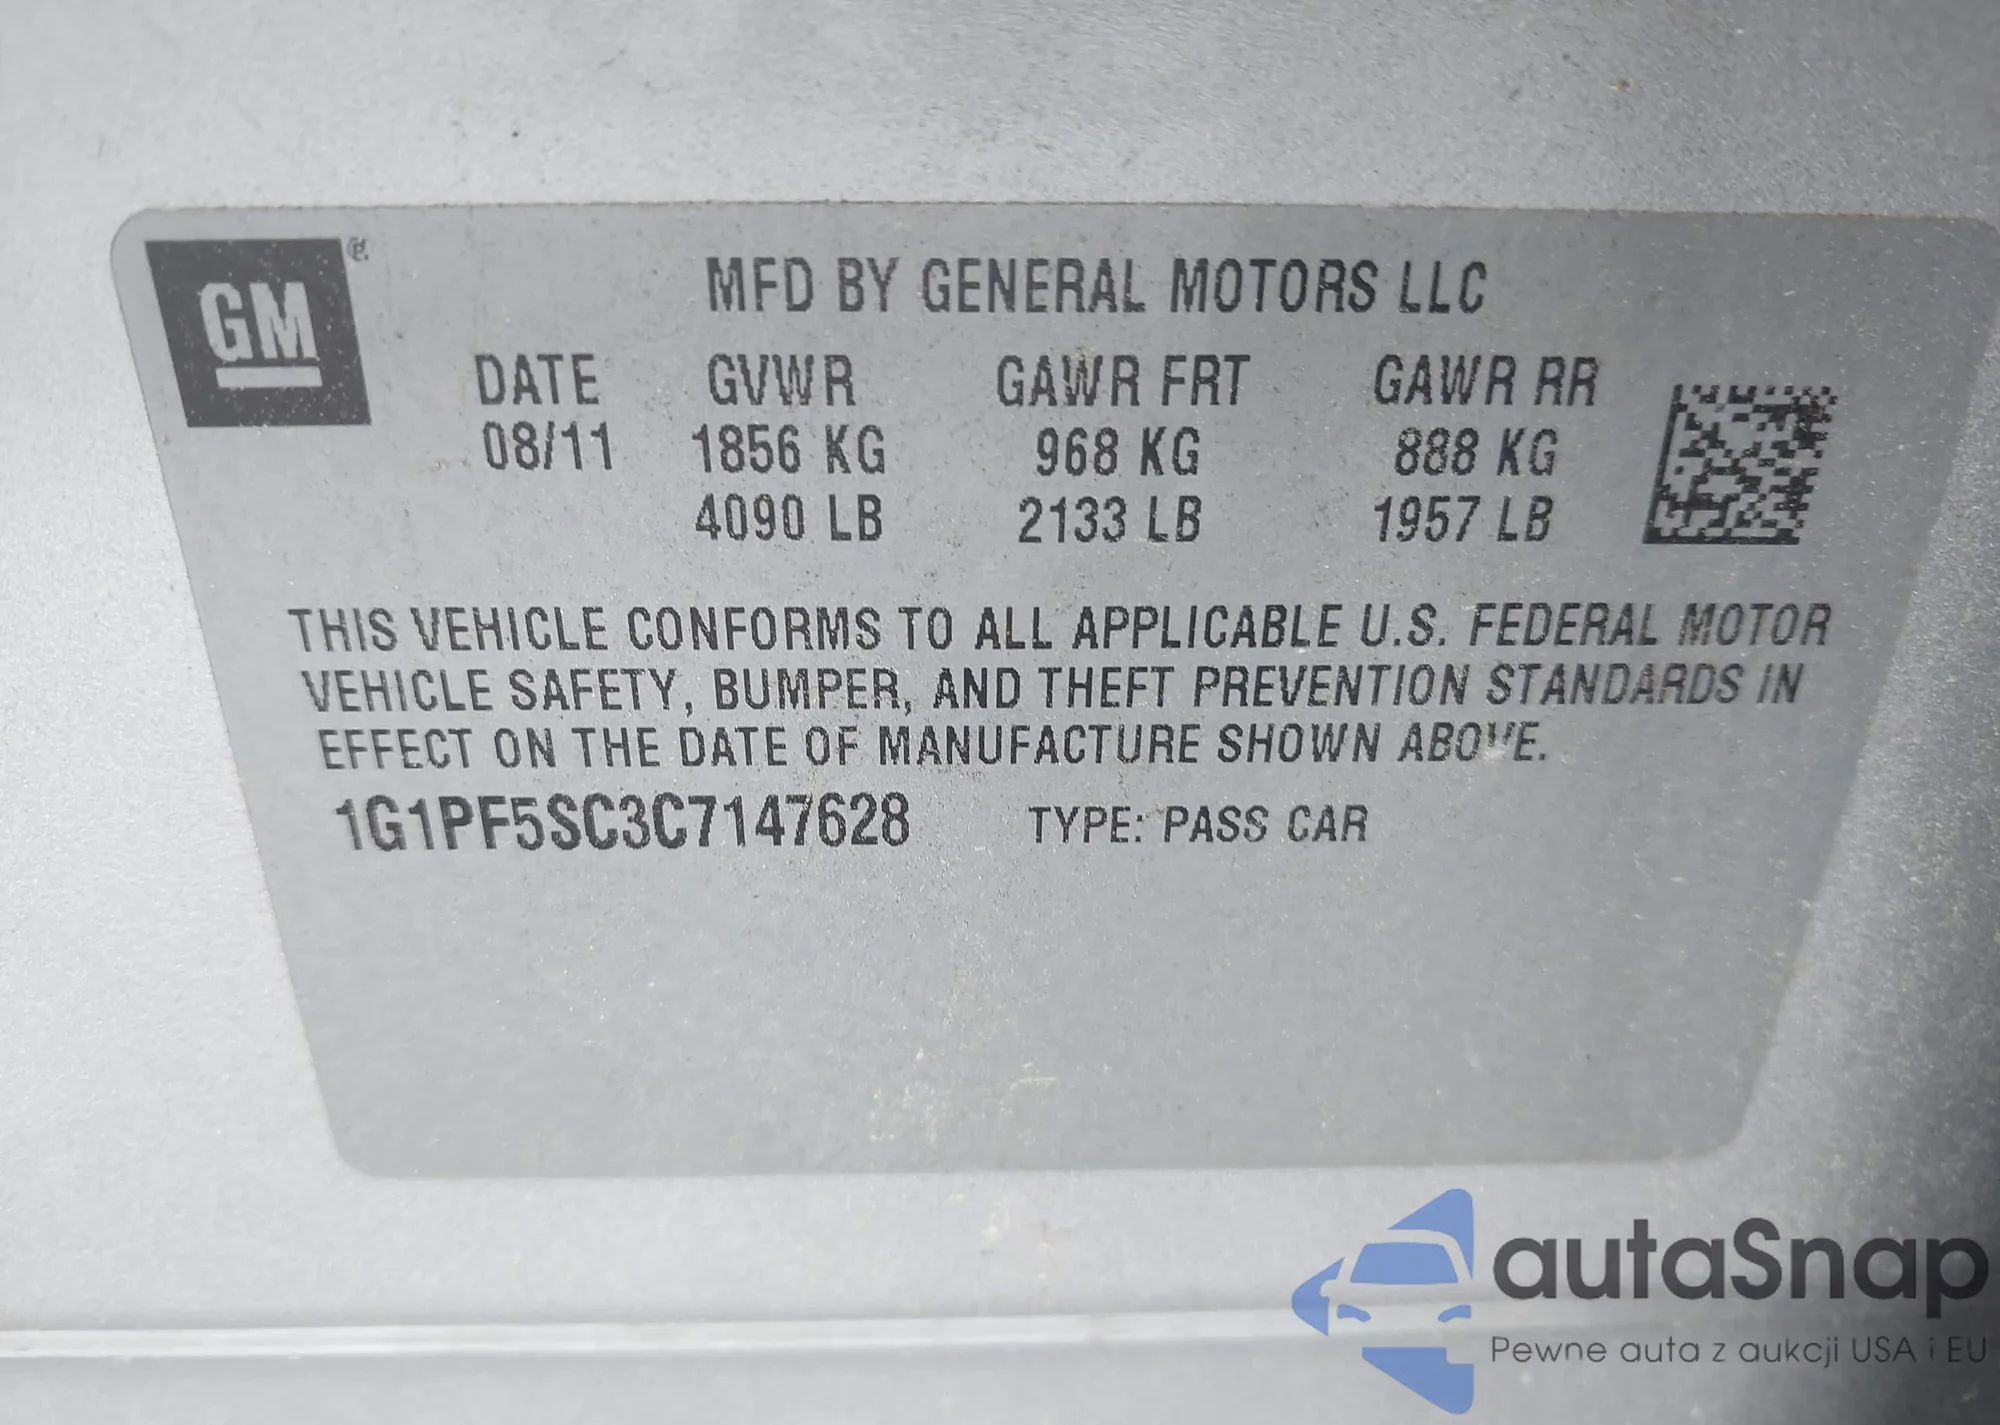 GM
MFD BY GENERAL MOTORS LLC
DATE GVWR GAWR FRT GAWR RR
08/11 1856 KG 968 KG 888 KG
4090 LB 2133 LB 1957 LB
THIS VEHICLE CONFORMS TO ALL APPLICABLE U.S. FEDERAL MOTOR
VEHICLE SAFETY, BUMPER, AND THEFT PREVENTION STANDARDS IN
EFFECT ON THE DATE OF MANUFACTURE SHOWN ABOVE.
1G1PF5SC3C7147628 TYPE: PASS CAR
autaSnap
Pewne auta z aukcji USA i EU